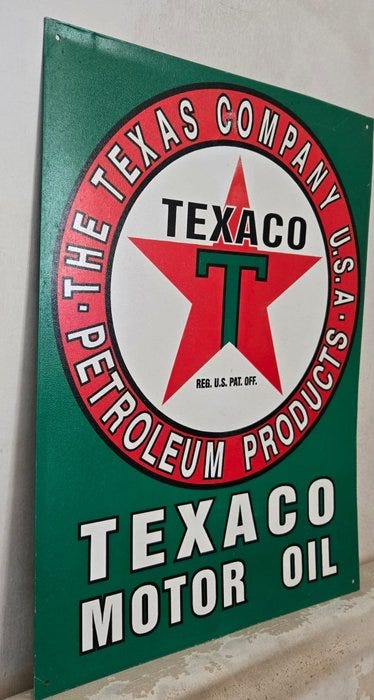 ·THE TEXAS COMPANY U.S.A·
PETROLEUM PRODUCTS
TEXACO
T
REG. U.S. PAT. OFF.
TEXACO
MOTOR OIL